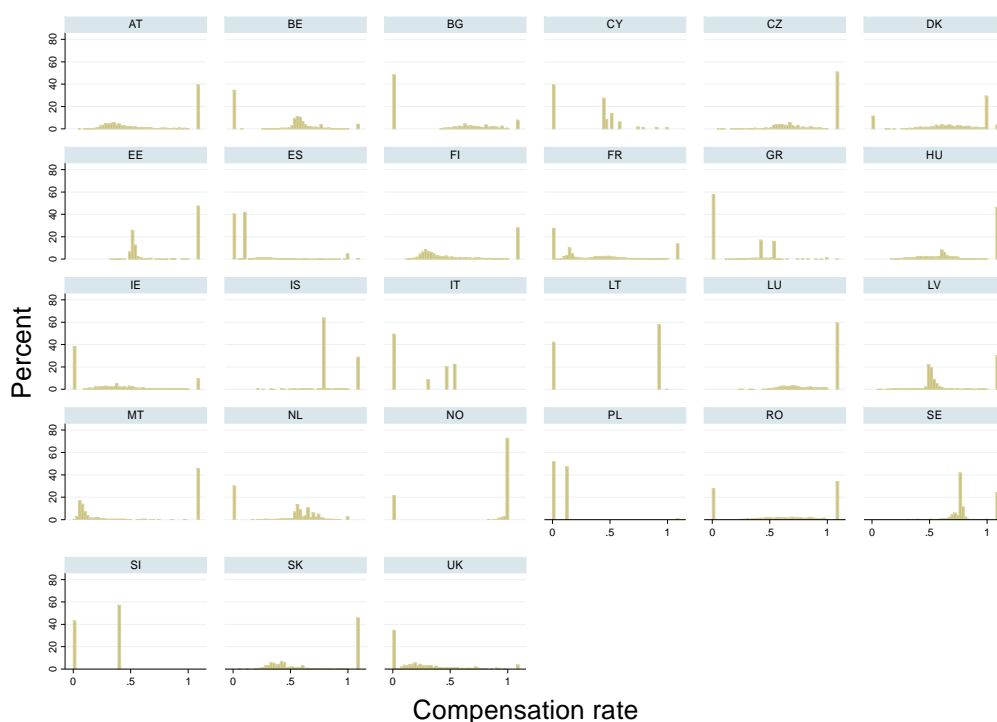 AT BE BG CY CZ DK
0 20 40 60 80
EE ES FI FR GR HU
0 20 40 60 80
IE IS IT LT LU LV
0 20 40 60 80
MT NL NO PL RO SE
0 20 40 60 80
0 .5 1 0 .5 1 0 .5 1
SI SK UK
0 20 40 60 80
0 .5 1 0 .5 1 0 .5 1
Percent
Compensation rate